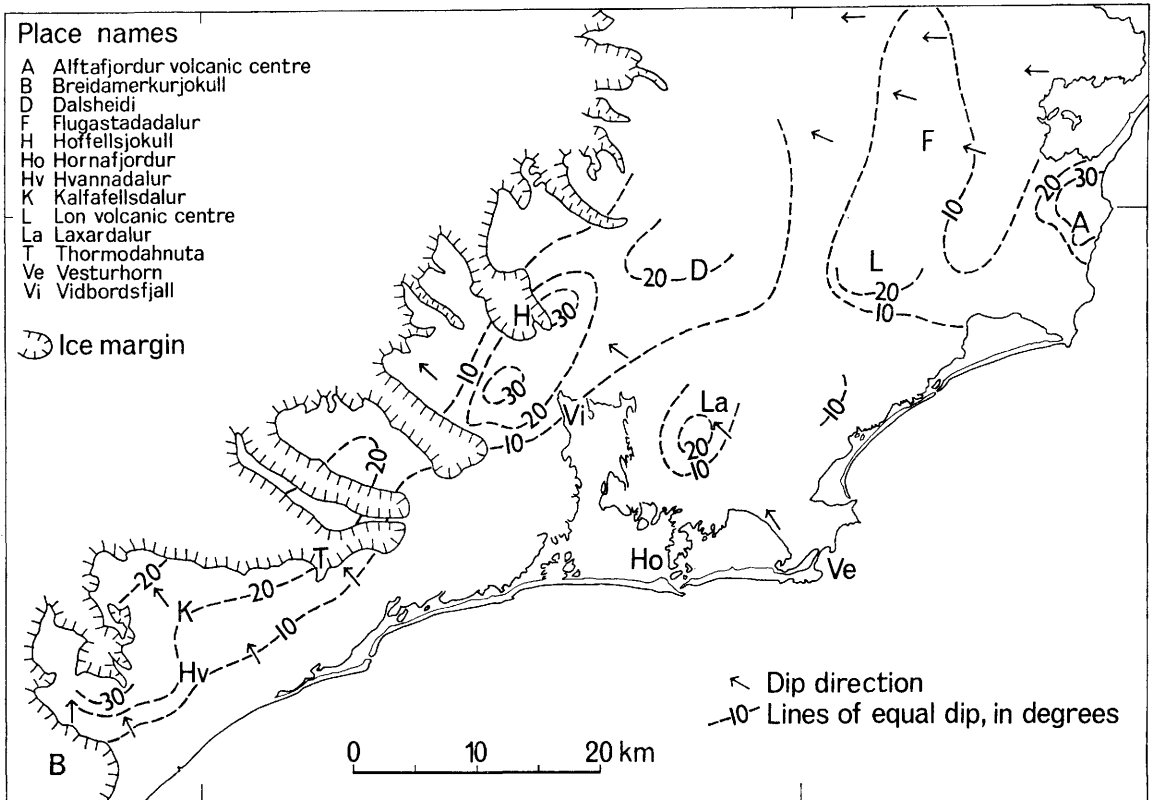 Place names
A Alftafjordur volcanic centre
B Breidamerkurjokull
D Dalsheidi
F Flugastadadalur
H Hoffellsjokull
Ho Hornafjordur
Hv Hvannadalur
K Kalfafellsdalur
L Lon volcanic centre
La Laxardalur
T Thormodahnuta
Ve Vesturhorn
Vi Vidbordsfjall
Ice margin
F
20
30
A
10
20
D
L
20
10
H
30
10
30
20
Vi
10
La
20
10
10
20
T
Ho
Ve
20
K
20
10
Hv
30
B
Dip direction
10 Lines of equal dip, in degrees
0 10 20 km